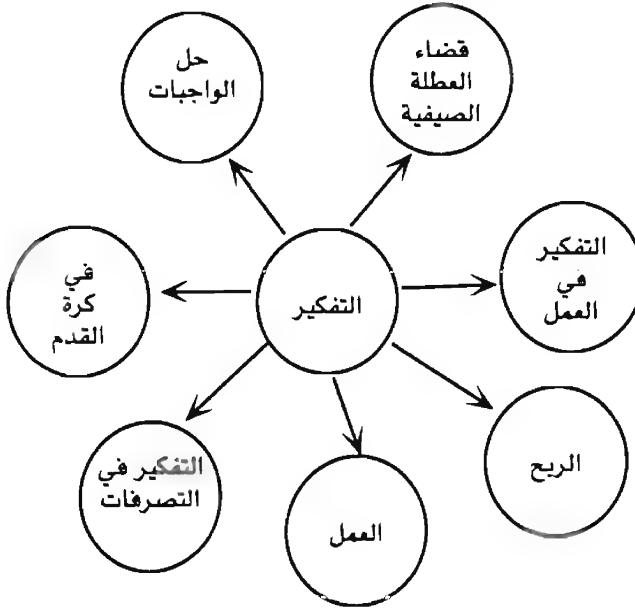 قضاء
العطلة
الصيفية
حل
الواجبات
التفكير
في
العمل
التفكير
في
كرة
القدم
الربح
التفكير في
التصرفات
العمل